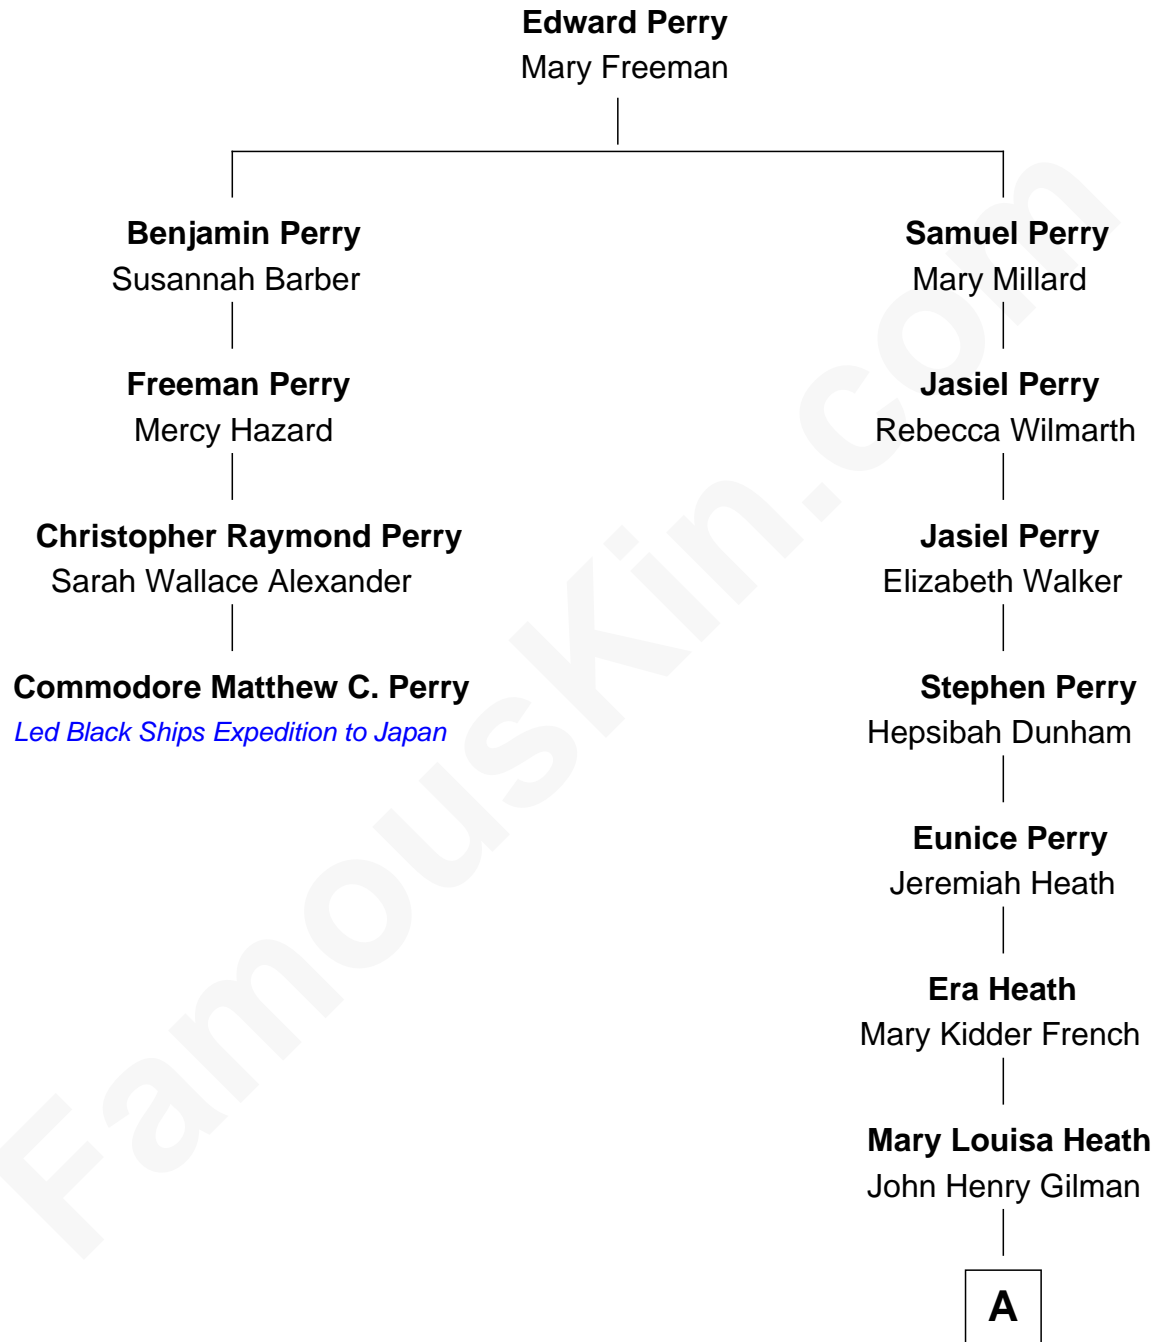 Edward Perry
Mary Freeman
Benjamin Perry
Susannah Barber
Freeman Perry
Mercy Hazard
Christopher Raymond Perry
Sarah Wallace Alexander
Commodore Matthew C. Perry
Led Black Ships Expedition to Japan
Samuel Perry
Mary Millard
Jasiel Perry
Rebecca Wilmarth
Jasiel Perry
Elizabeth Walker
Stephen Perry
Hepsibah Dunham
Eunice Perry
Jeremiah Heath
Era Heath
Mary Kidder French
Mary Louisa Heath
John Henry Gilman
A
FamousKin.com